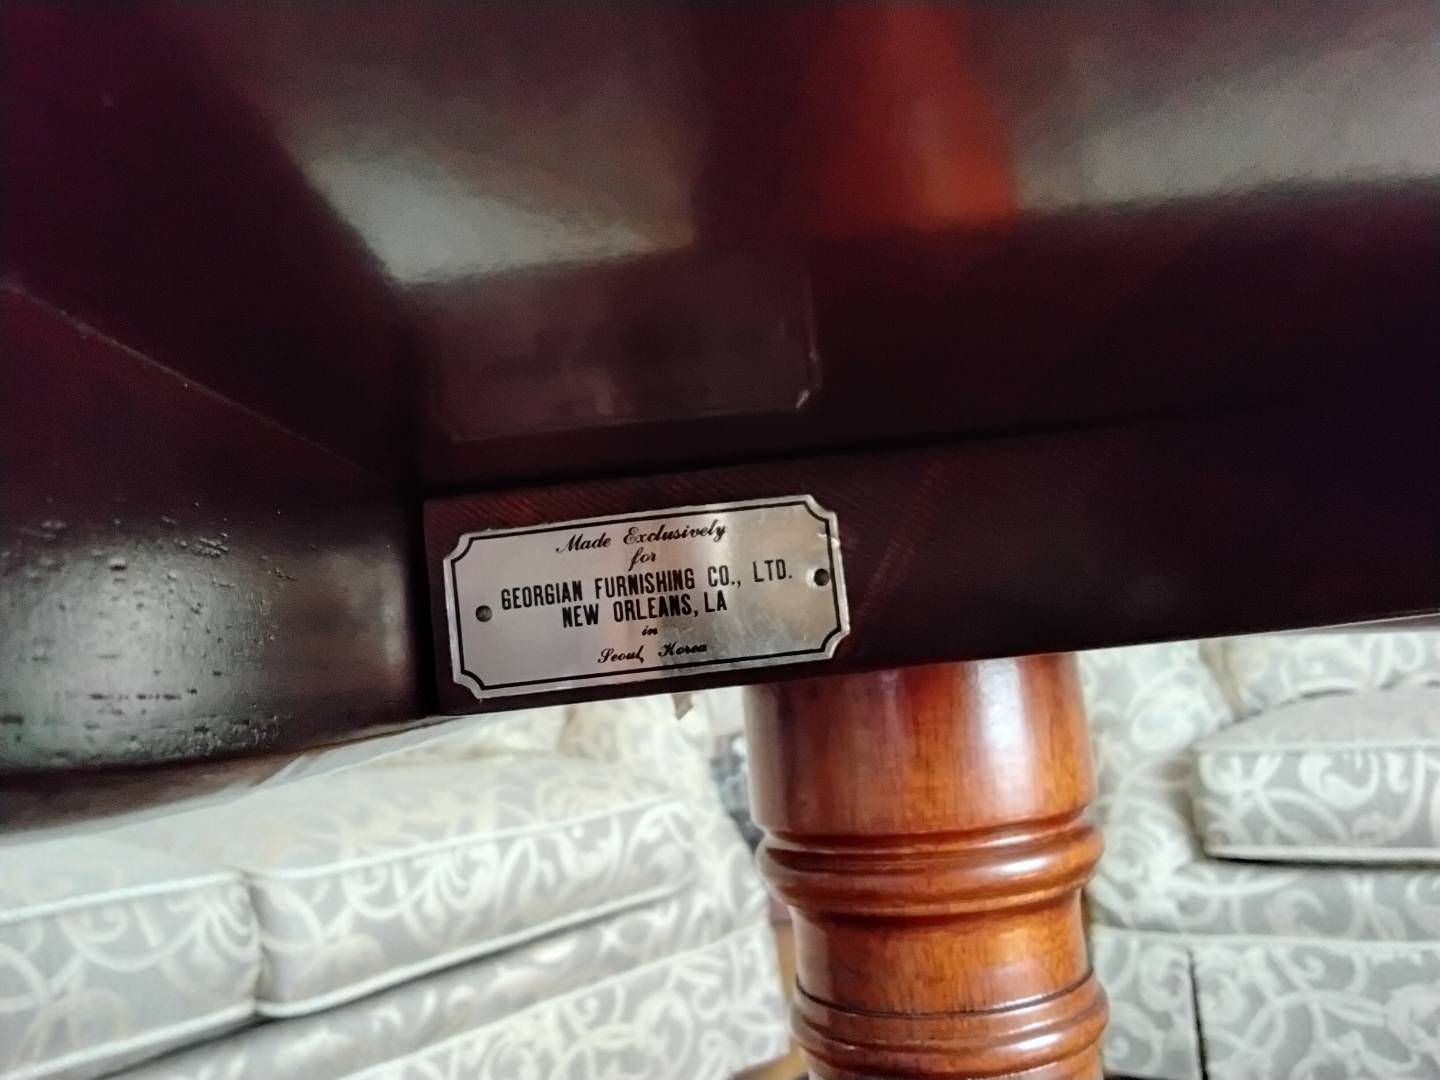 Made Exclusively
for
GEORGIAN FURNISHING CO., LTD.
NEW ORLEANS, LA
in
Seoul, Korea